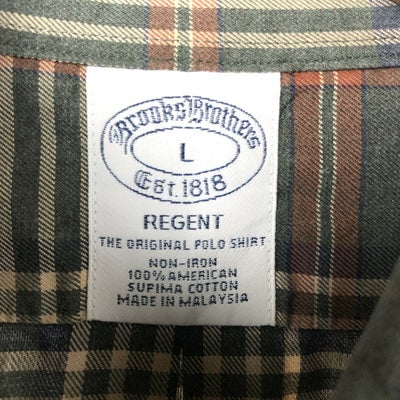 Brooks Brothers
L
Est. 1818
REGENT
THE ORIGINAL POLO SHIRT
NON-IRON
100% AMERICAN
SUPIMA COTTON
MADE IN MALAYSIA